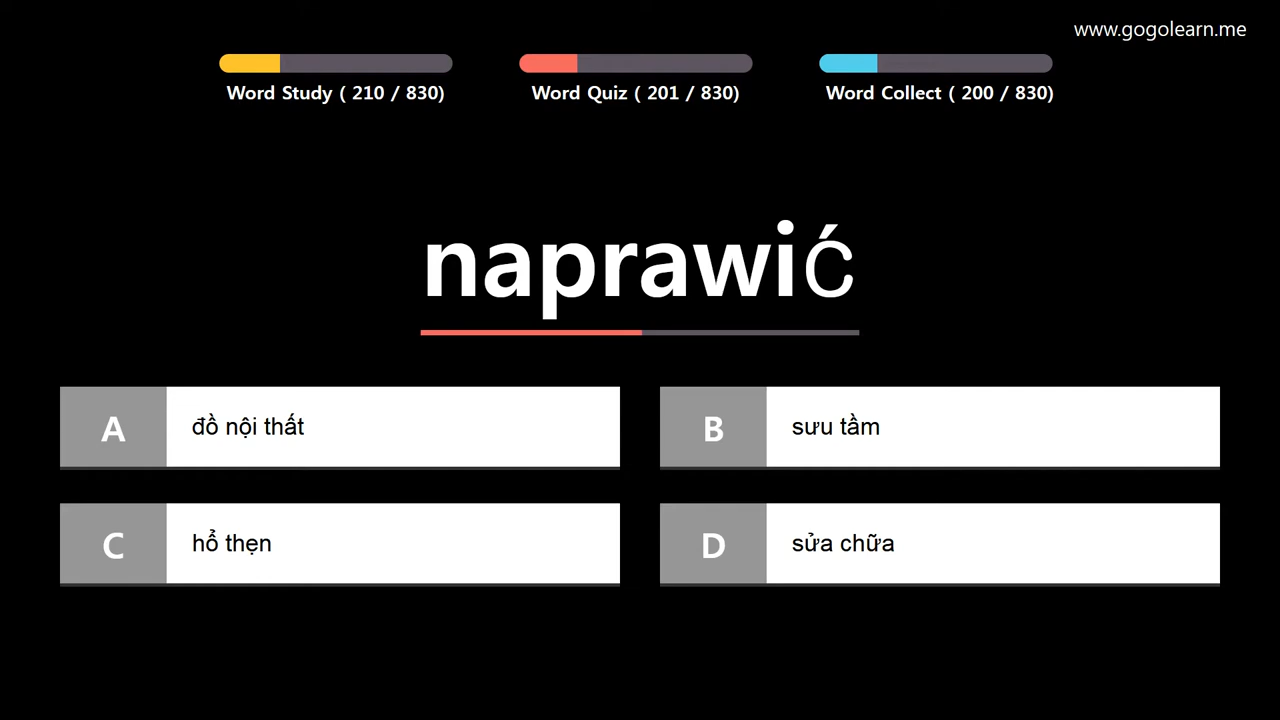 www.gogolearn.me
Word Study ( 210 / 830)
Word Quiz ( 201 / 830)
Word Collect ( 200 / 830)
naprawić
A
đồ nội thất
B
sưu tầm
C
hổ thẹn
D
sửa chữa